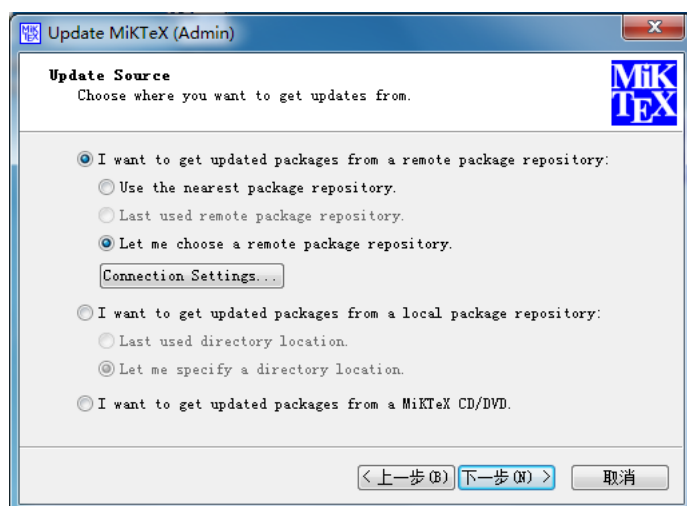 MiK
TEX
Update MiKTeX (Admin)
x
Update Source
Choose where you want to get updates from.
MiK
TEX
I want to get updated packages from a remote package repository:
Use the nearest package repository.
Last used remote package repository.
Let me choose a remote package repository.
Connection Settings...
I want to get updated packages from a local package repository:
Last used directory location.
Let me specify a directory location.
I want to get updated packages from a MiKTeX CD/DVD.
< 上一步(B) 下一步(N) > 取消